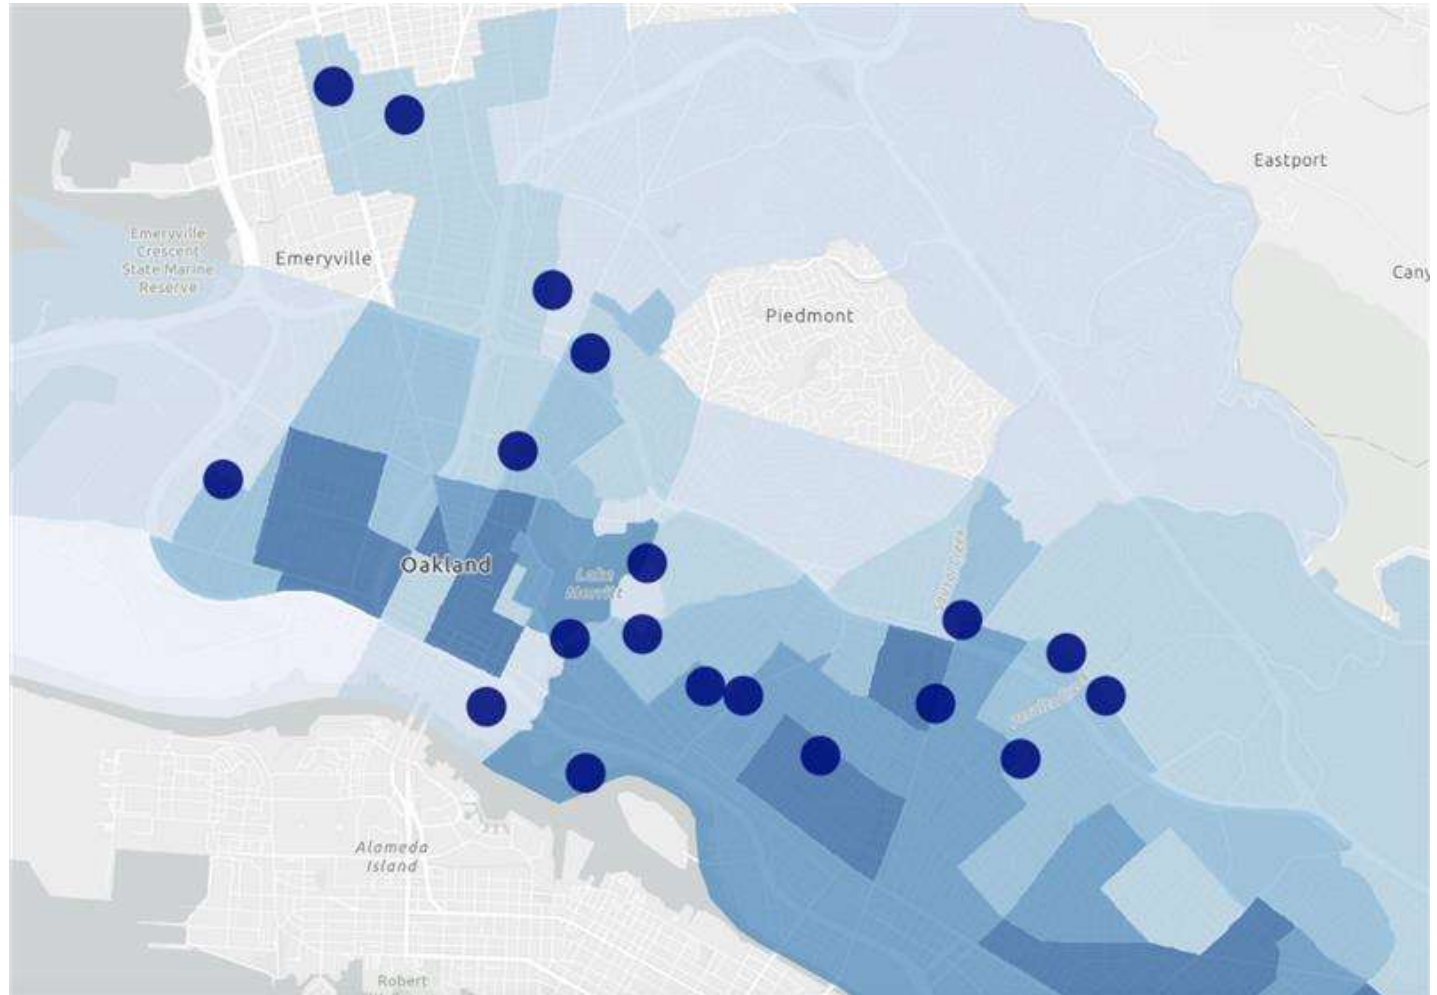 Eastport
Emeryville
Crescent
State Marine
Reserve
Emeryville
Cany
Piedmont
Oakland
Lake
Merritt
Alameda
Island
Robert